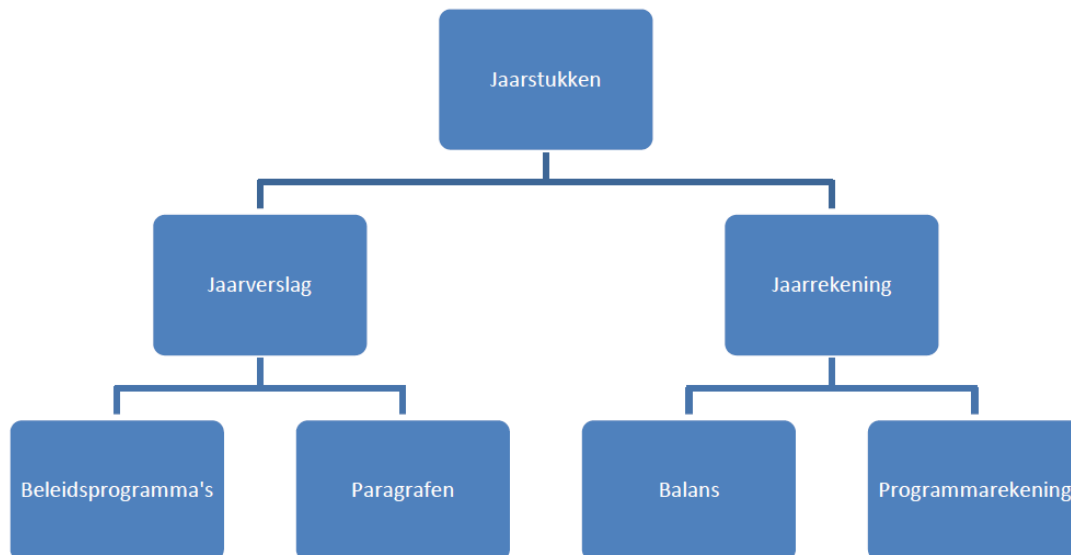 Jaarstukken
Jaarverslag
Jaarrekening
Beleidsprogramma's
Paragrafen
Balans
Programmarekening